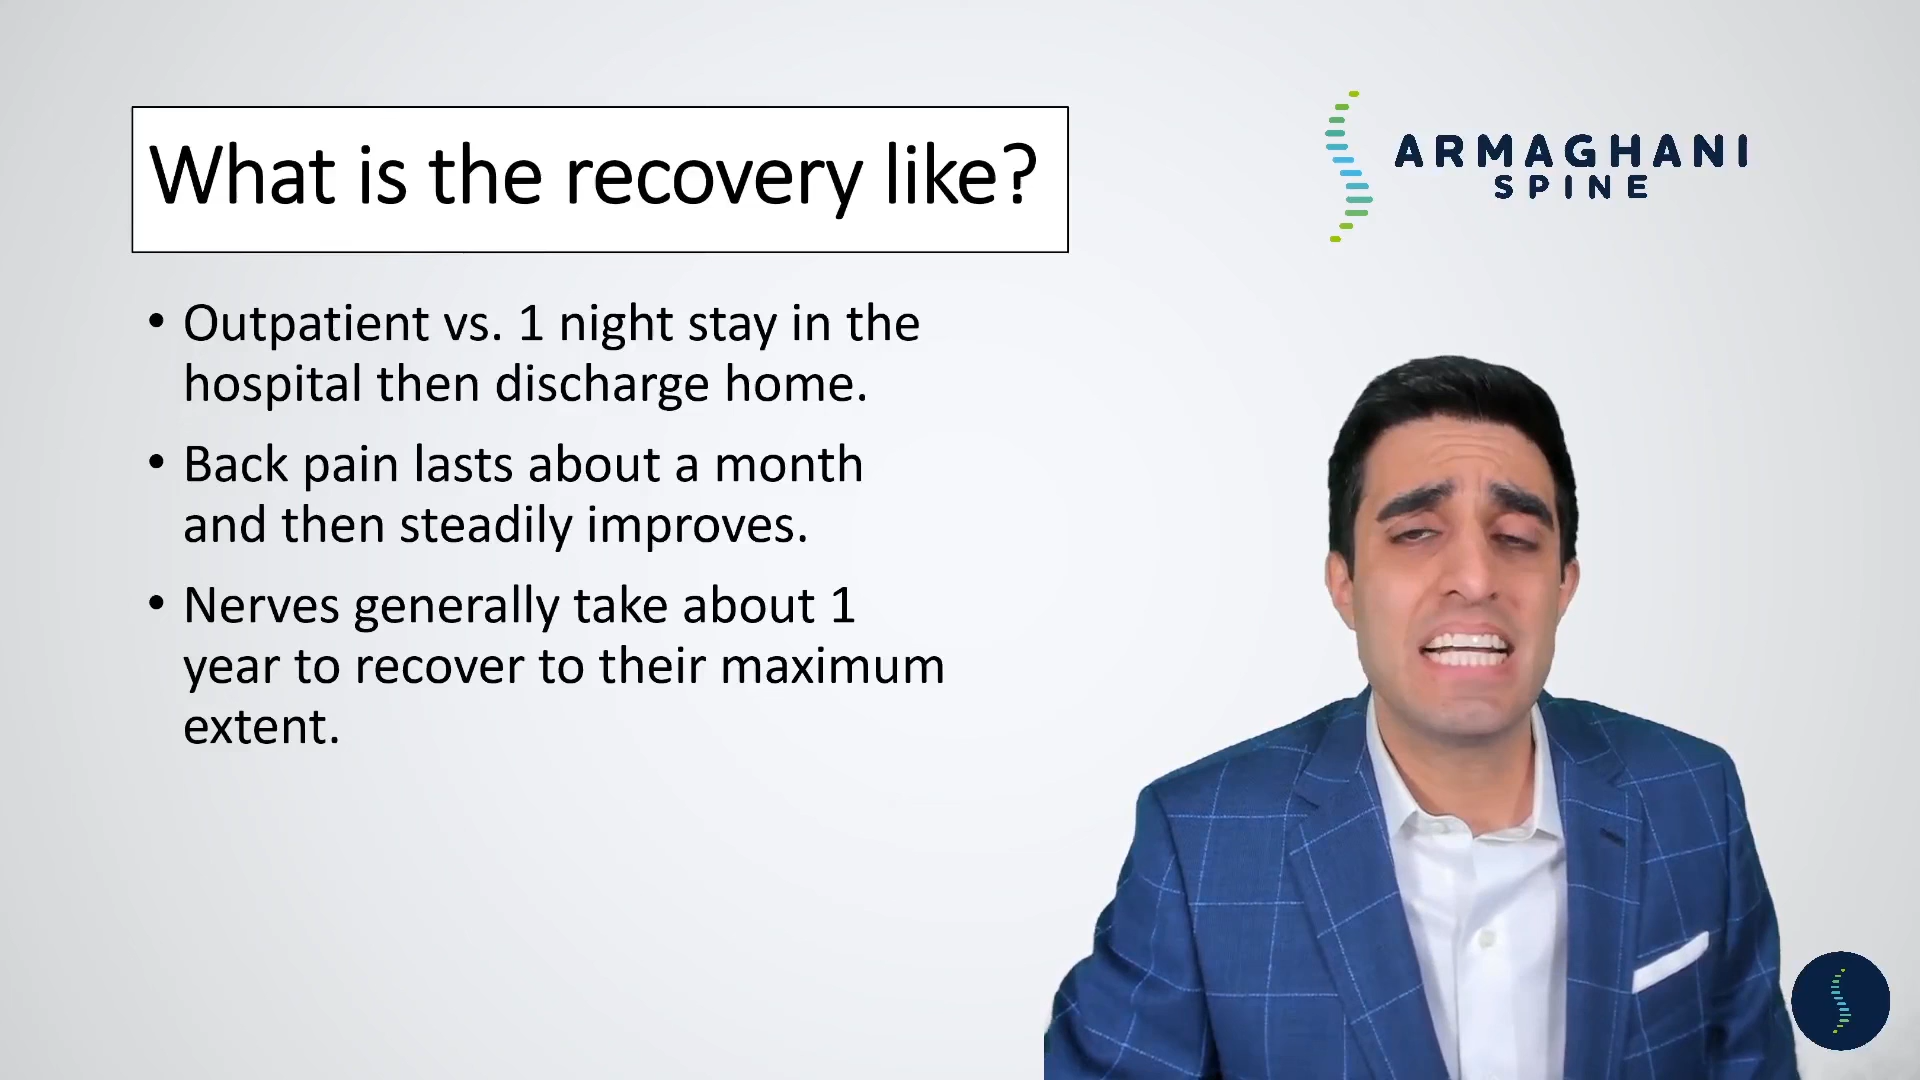 What is the recovery like?
ARMAGHANI
SPINE
• Outpatient vs. 1 night stay in the
hospital then discharge home.
• Back pain lasts about a month
and then steadily improves.
• Nerves generally take about 1
year to recover to their maximum
extent.